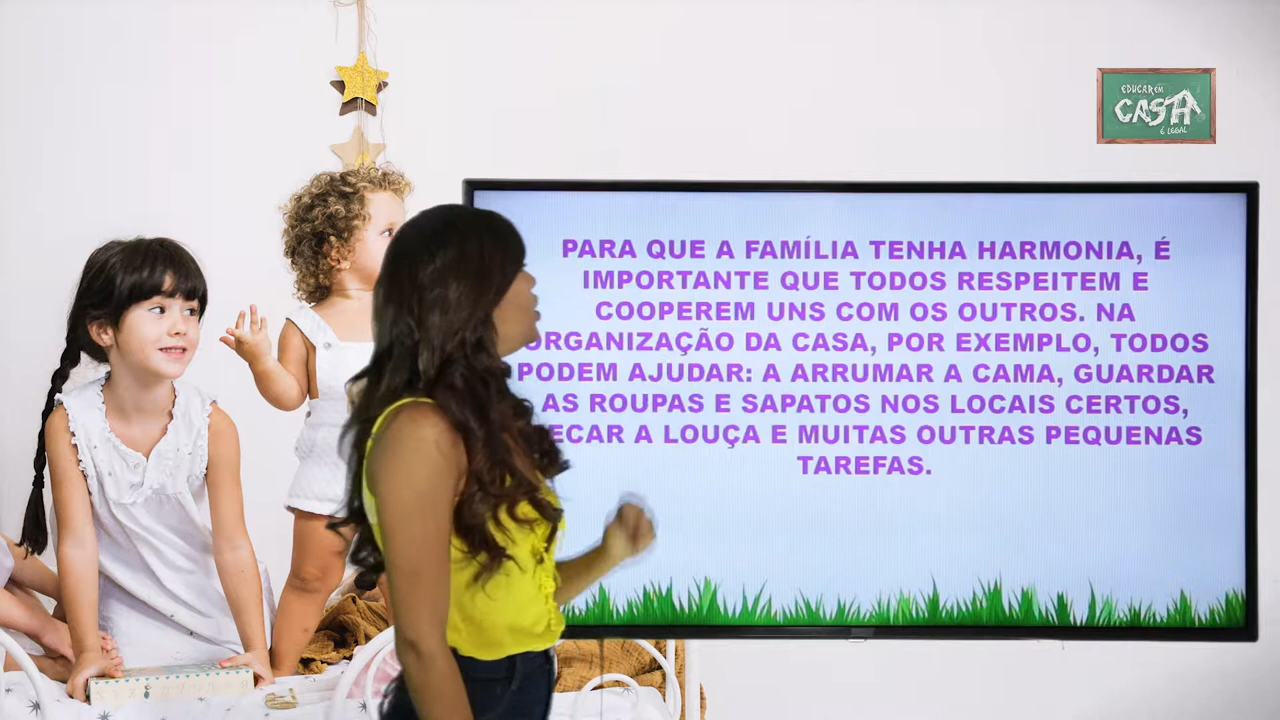 EDUCAR EM
CASA
É LEGAL
PARA QUE A FAMÍLIA TENHA HARMONIA, É
IMPORTANTE QUE TODOS RESPEITEM E
COOPEREM UNS COM OS OUTROS. NA
ORGANIZAÇÃO DA CASA, POR EXEMPLO, TODOS
PODEM AJUDAR: A ARRUMAR A CAMA, GUARDAR
AS ROUPAS E SAPATOS NOS LOCAIS CERTOS,
ECAR A LOUÇA E MUITAS OUTRAS PEQUENAS
TAREFAS.